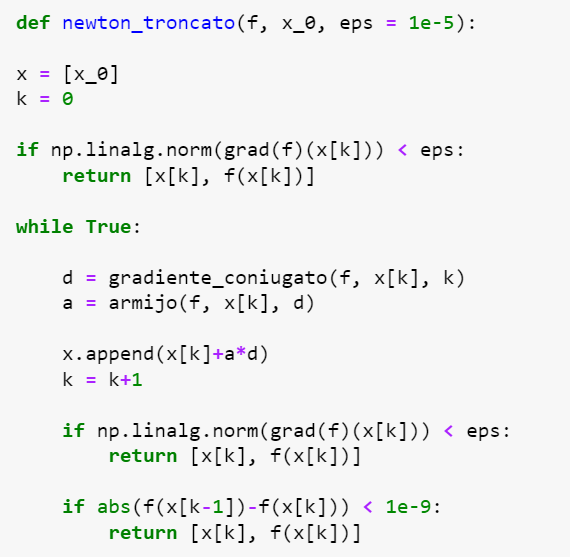 def newton_troncato(f, x_0, eps = 1e-5):
x = [x_0]
k = 0
if np.linalg.norm(grad(f)(x[k])) < eps:
    return [x[k], f(x[k])]
while True:
    d = gradiente_coniugato(f, x[k], k)
    a = armijo(f, x[k], d)
    x.append(x[k]+a*d)
    k = k+1
    if np.linalg.norm(grad(f)(x[k])) < eps:
        return [x[k], f(x[k])]
    if abs(f(x[k-1])-f(x[k])) < 1e-9:
        return [x[k], f(x[k])]